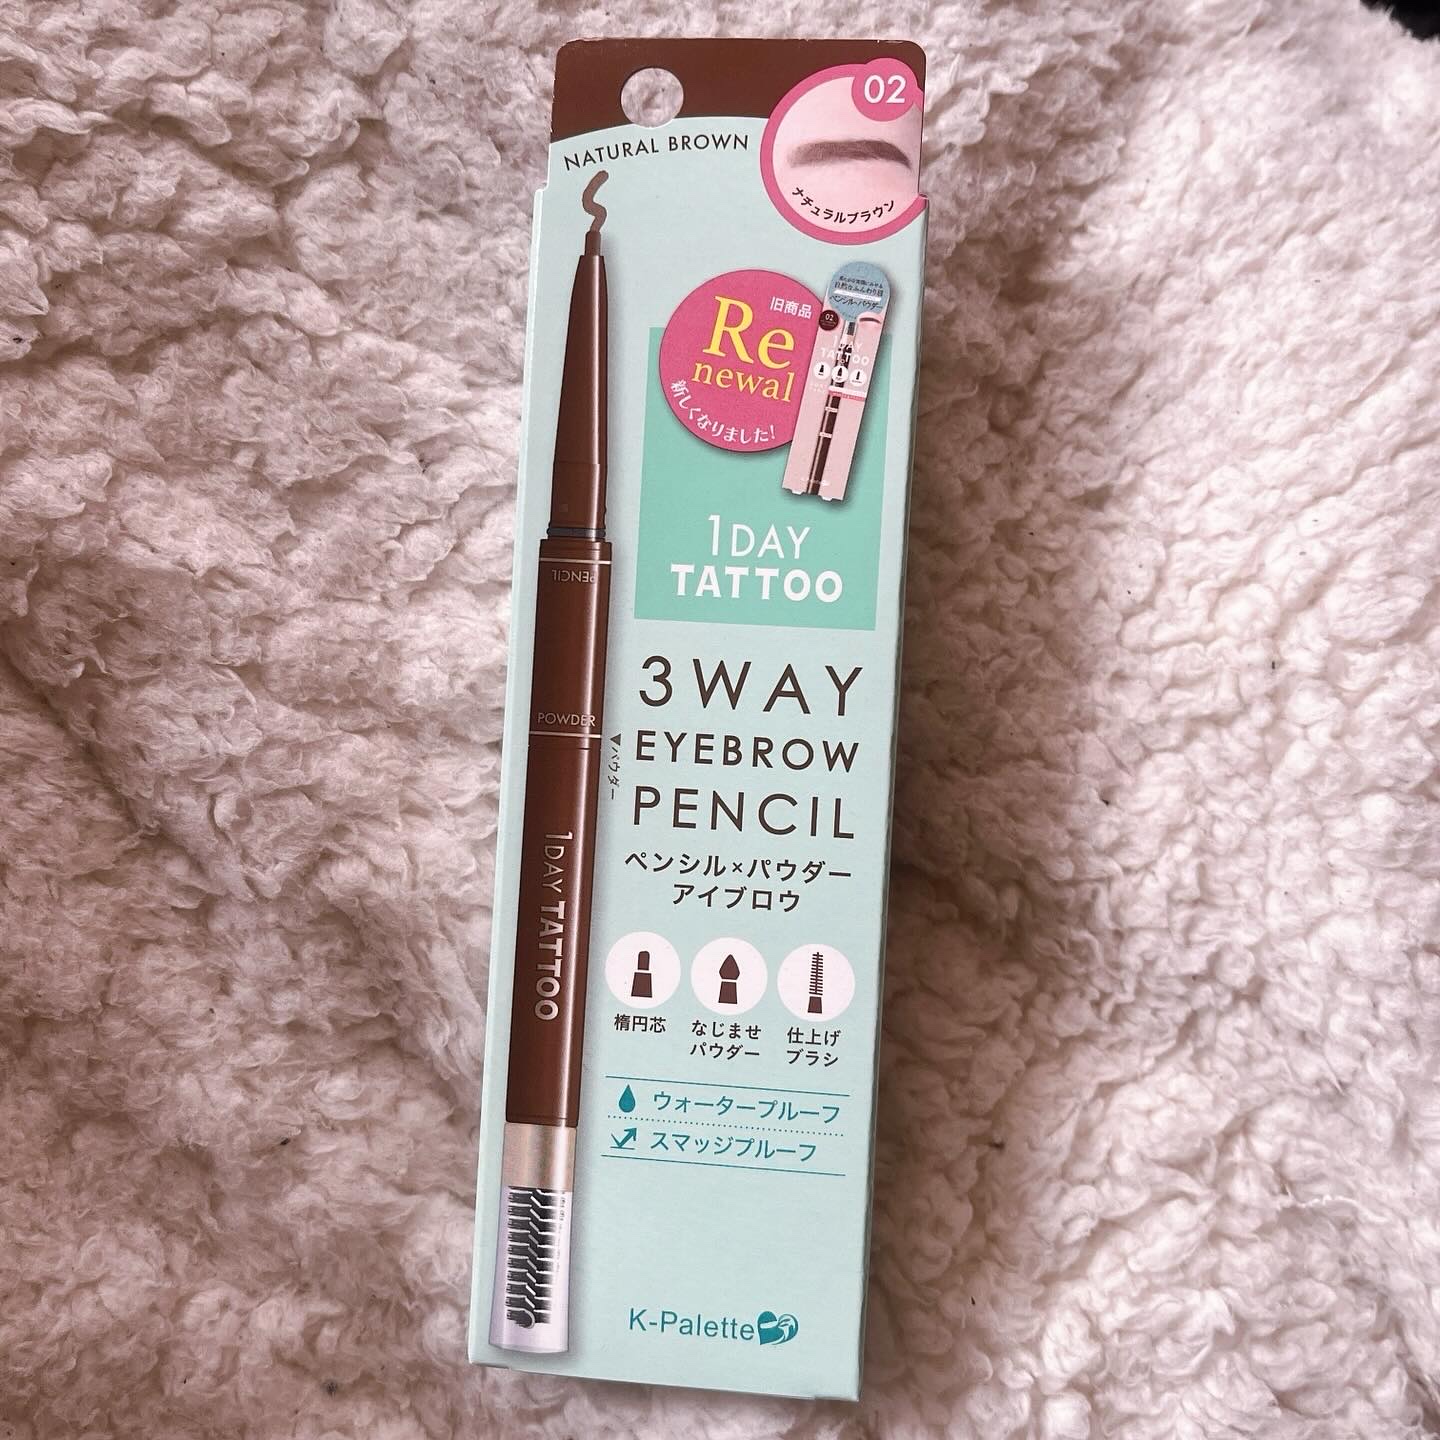 02
NATURAL BROWN
ナチュラルブラウン
旧商品
Re
newal
新しくなりました!
02
1DAY
TATTOO
1DAY
TATTOO
3WAY
EYEBROW
PENCIL
ペンシル×パウダー
アイブロウ
PENCIL
POWDER
▼パウダー
1DAY TATTOO
楕円芯
なじませ
パウダー
仕上げ
ブラシ
ウォータープルーフ
スマッジプルーフ
K-Palette